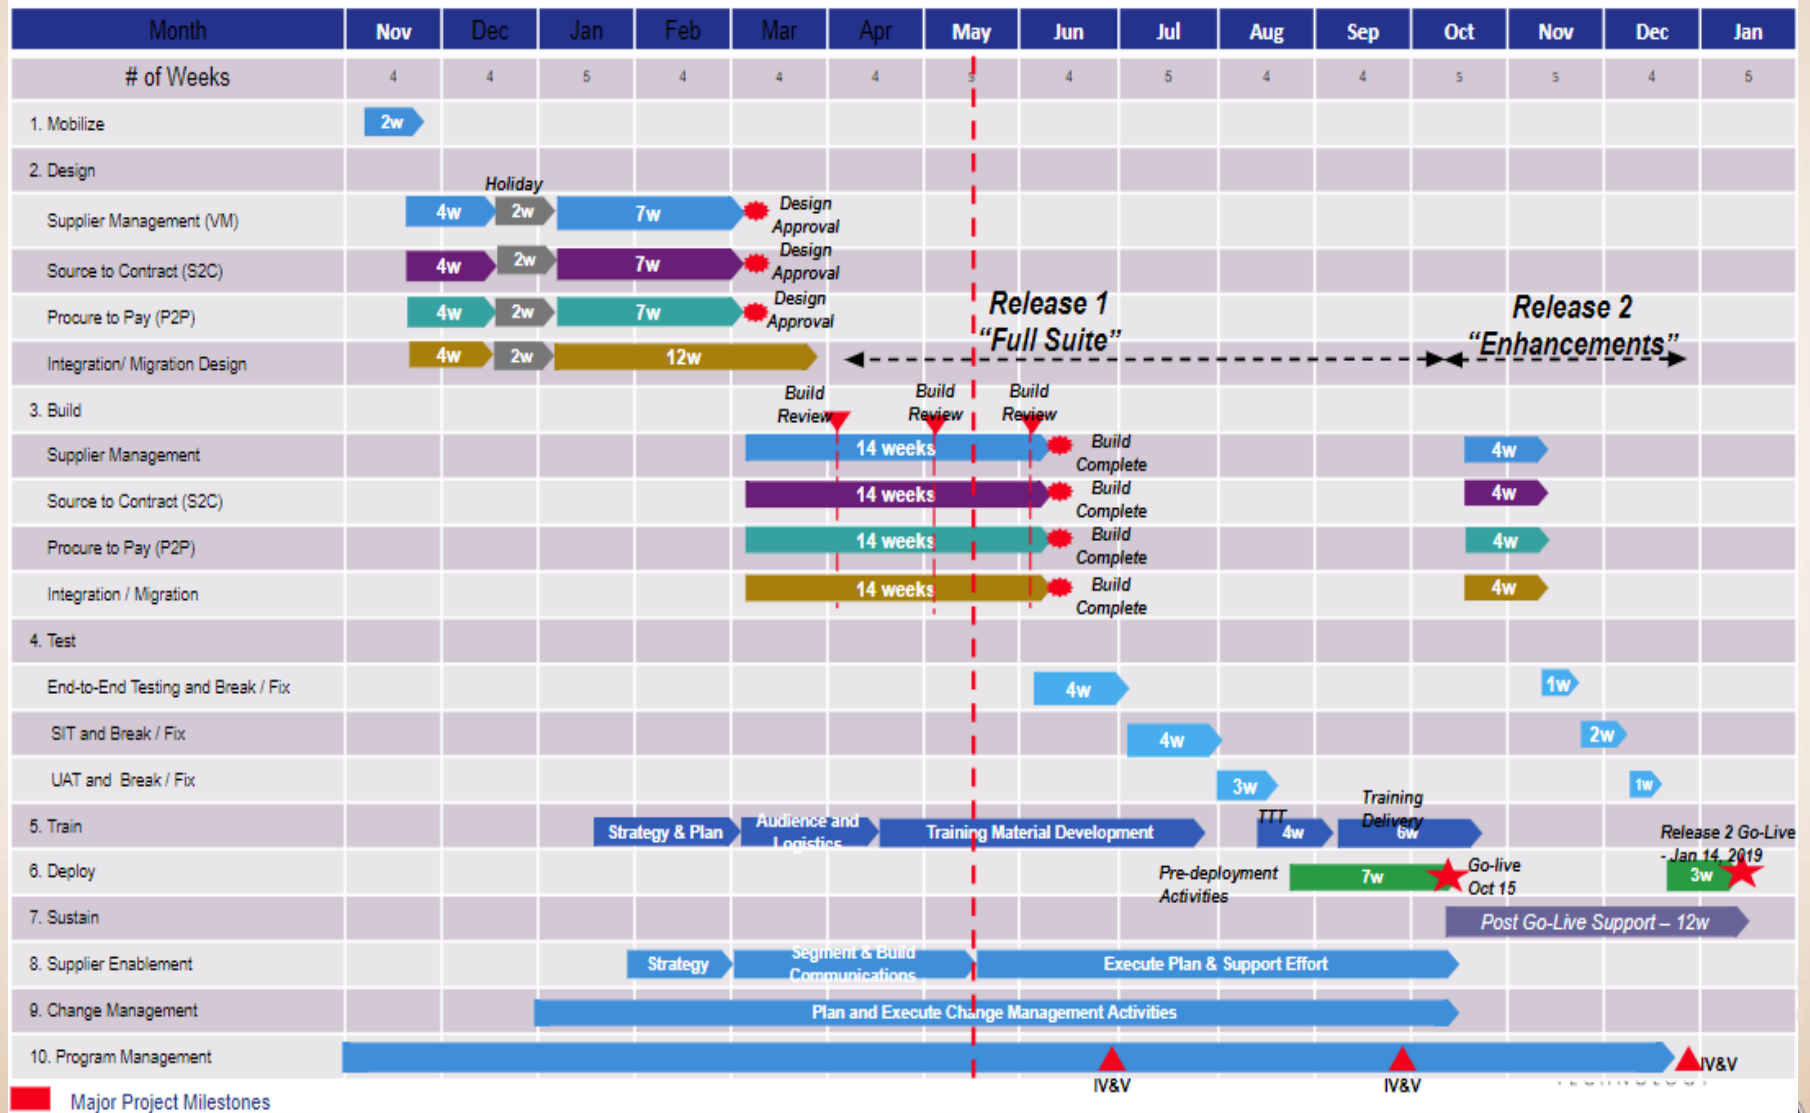 Month Nov Dec Jan Feb Mar Apr May Jun Jul Aug Sep Oct Nov Dec Jan
# of Weeks 4 4 5 4 4 4 5 4 5 4 4 5 5 4 5
1. Mobilize 2w
2. Design
Holiday
Supplier Management (VM) 4w 2w 7w Design
Approval
Source to Contract (S2C) 4w 2w 7w Design
Approval
Procure to Pay (P2P) 4w 2w 7w Design
Approval
Release 1
"Full Suite"
Release 2
"Enhancements"
Integration/ Migration Design 4w 2w 12w
3. Build
Build
Review
Build
Review
Build
Review
Supplier Management 14 weeks Build
Complete
4w
Source to Contract (S2C) 14 weeks Build
Complete
4w
Procure to Pay (P2P) 14 weeks Build
Complete
4w
Integration / Migration 14 weeks Build
Complete
4w
4. Test
End-to-End Testing and Break / Fix 4w 1w
SIT and Break / Fix 4w 2w
UAT and Break / Fix 3w 1w
5. Train Strategy & Plan
Audience and
Logistics
Training Material Development
TTT
4w
Training
Delivery
6w
6. Deploy
Pre-deployment
Activities
7w
Go-live
Oct 15
Release 2 Go-Live
- Jan 14, 2019
3w
7. Sustain Post Go-Live Support – 12w
8. Supplier Enablement Strategy
Segment & Build
Communications
Execute Plan & Support Effort
9. Change Management Plan and Execute Change Management Activities
10. Program Management
IV&V
IV&V
IV&V
Major Project Milestones